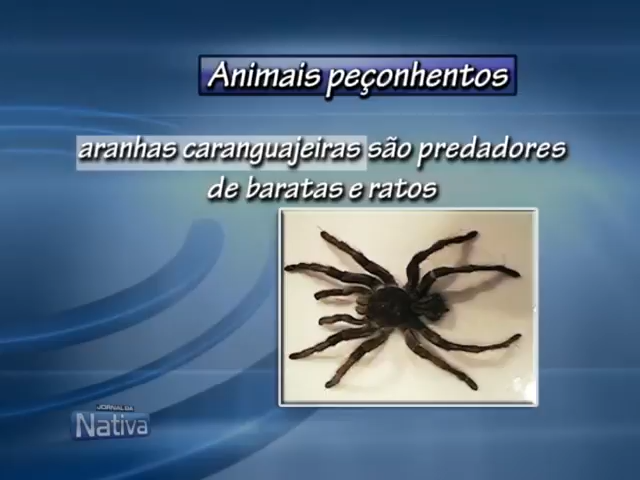 Animais peçonhentos
aranhas caranguajeiras são predadores
de baratas e ratos
JORNAL DA
Nativa